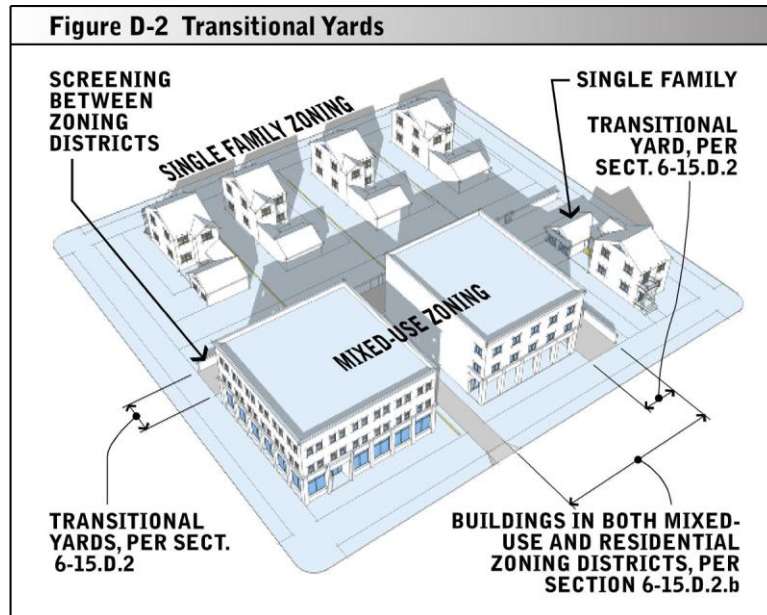 Figure D-2 Transitional Yards
SCREENING
BETWEEN
ZONING
DISTRICTS
SINGLE FAMILY ZONING
SINGLE FAMILY
TRANSITIONAL
YARD, PER
SECT. 6-15.D.2
MIXED-USE ZONING
TRANSITIONAL
YARDS, PER SECT.
6-15.D.2
BUILDINGS IN BOTH MIXED-
USE AND RESIDENTIAL
ZONING DISTRICTS, PER
SECTION 6-15.D.2.b